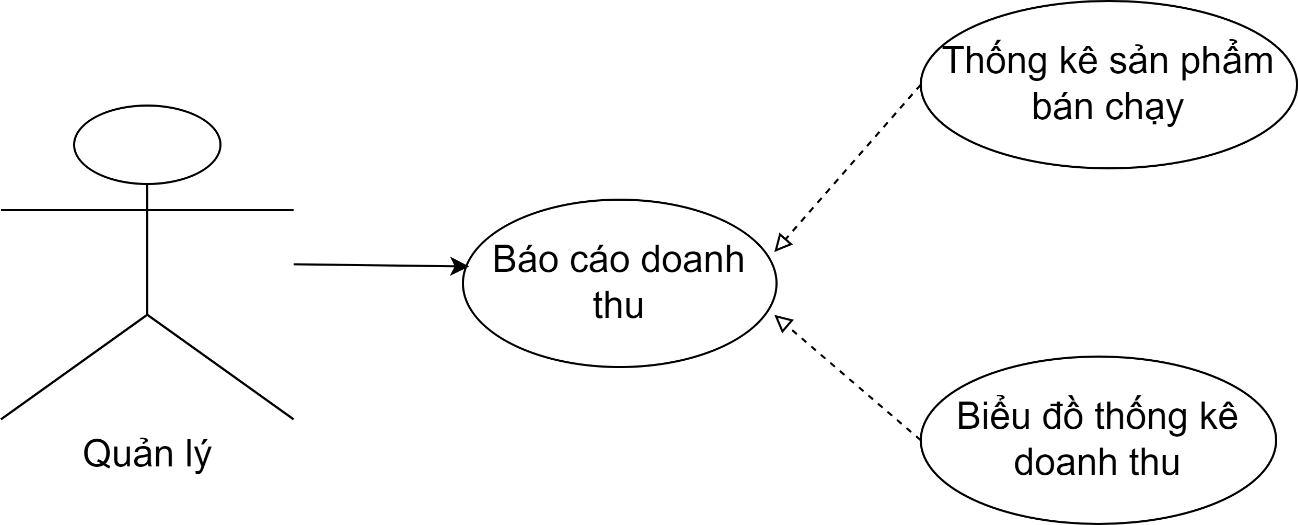 Thống kê sản phẩm
bán chạy
Báo cáo doanh
thu
Biểu đồ thống kê
doanh thu
Quản lý